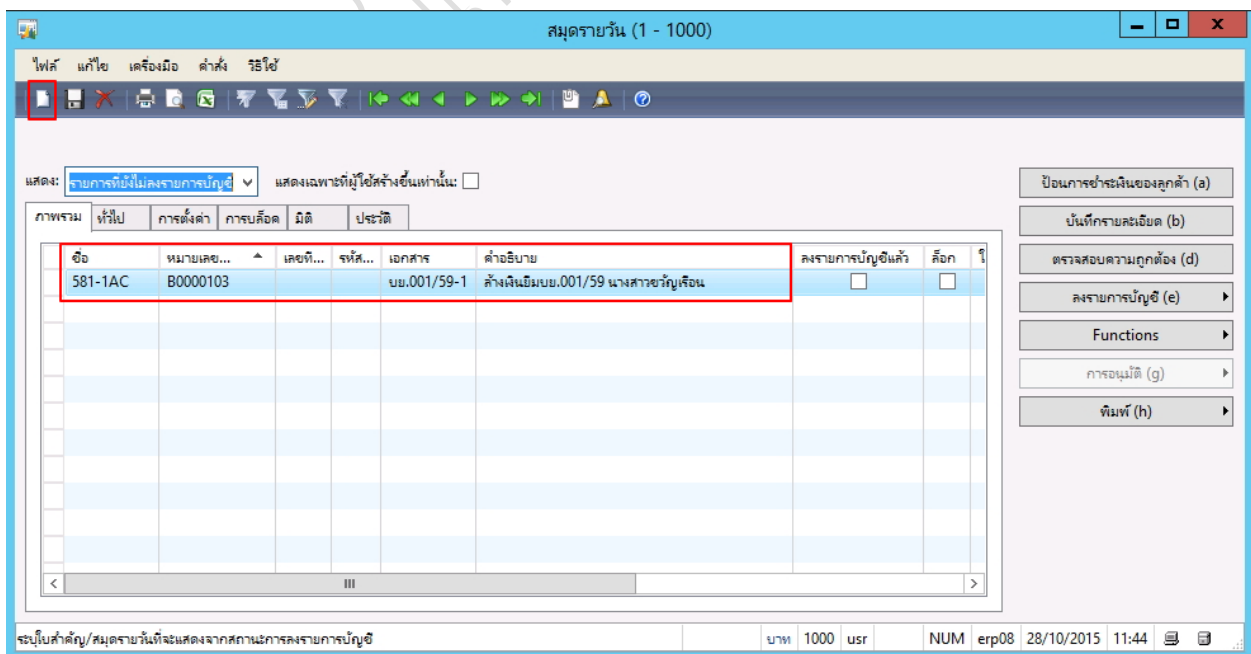 สมุดรายวัน (1 - 1000)
ไฟล์ แก้ไข เครื่องมือ คำสั่ง วิธีใช้
แสดง: รายการที่ยังไม่ลงรายการบัญชี แสดงเฉพาะที่ผู้ใช้สร้างขึ้นเท่านั้น:
ป้อนการชำระเงินของลูกค้า (a)
ภาพรวม ทั่วไป การตั้งค่า การบล็อค มิติ ประวัติ
บันทึกรายละเอียด (b)
ชื่อ หมายเลข... เลขที... รหัส... เอกสาร คำอธิบาย ลงรายการบัญชีแล้ว ล็อก ใ
ตรวจสอบความถูกต้อง (d)
581-1AC B0000103 บย.001/59-1 ล้างเงินยืมบย.001/59 นางสาวขวัญเรือน
ลงรายการบัญชี (e)
Functions
การอนุมัติ (g)
พิมพ์ (h)
ระบุใบสำคัญ/สมุดรายวันที่จะแสดงจากสถานะการลงรายการบัญชี บาท 1000 usr NUM erp08 28/10/2015 11:44